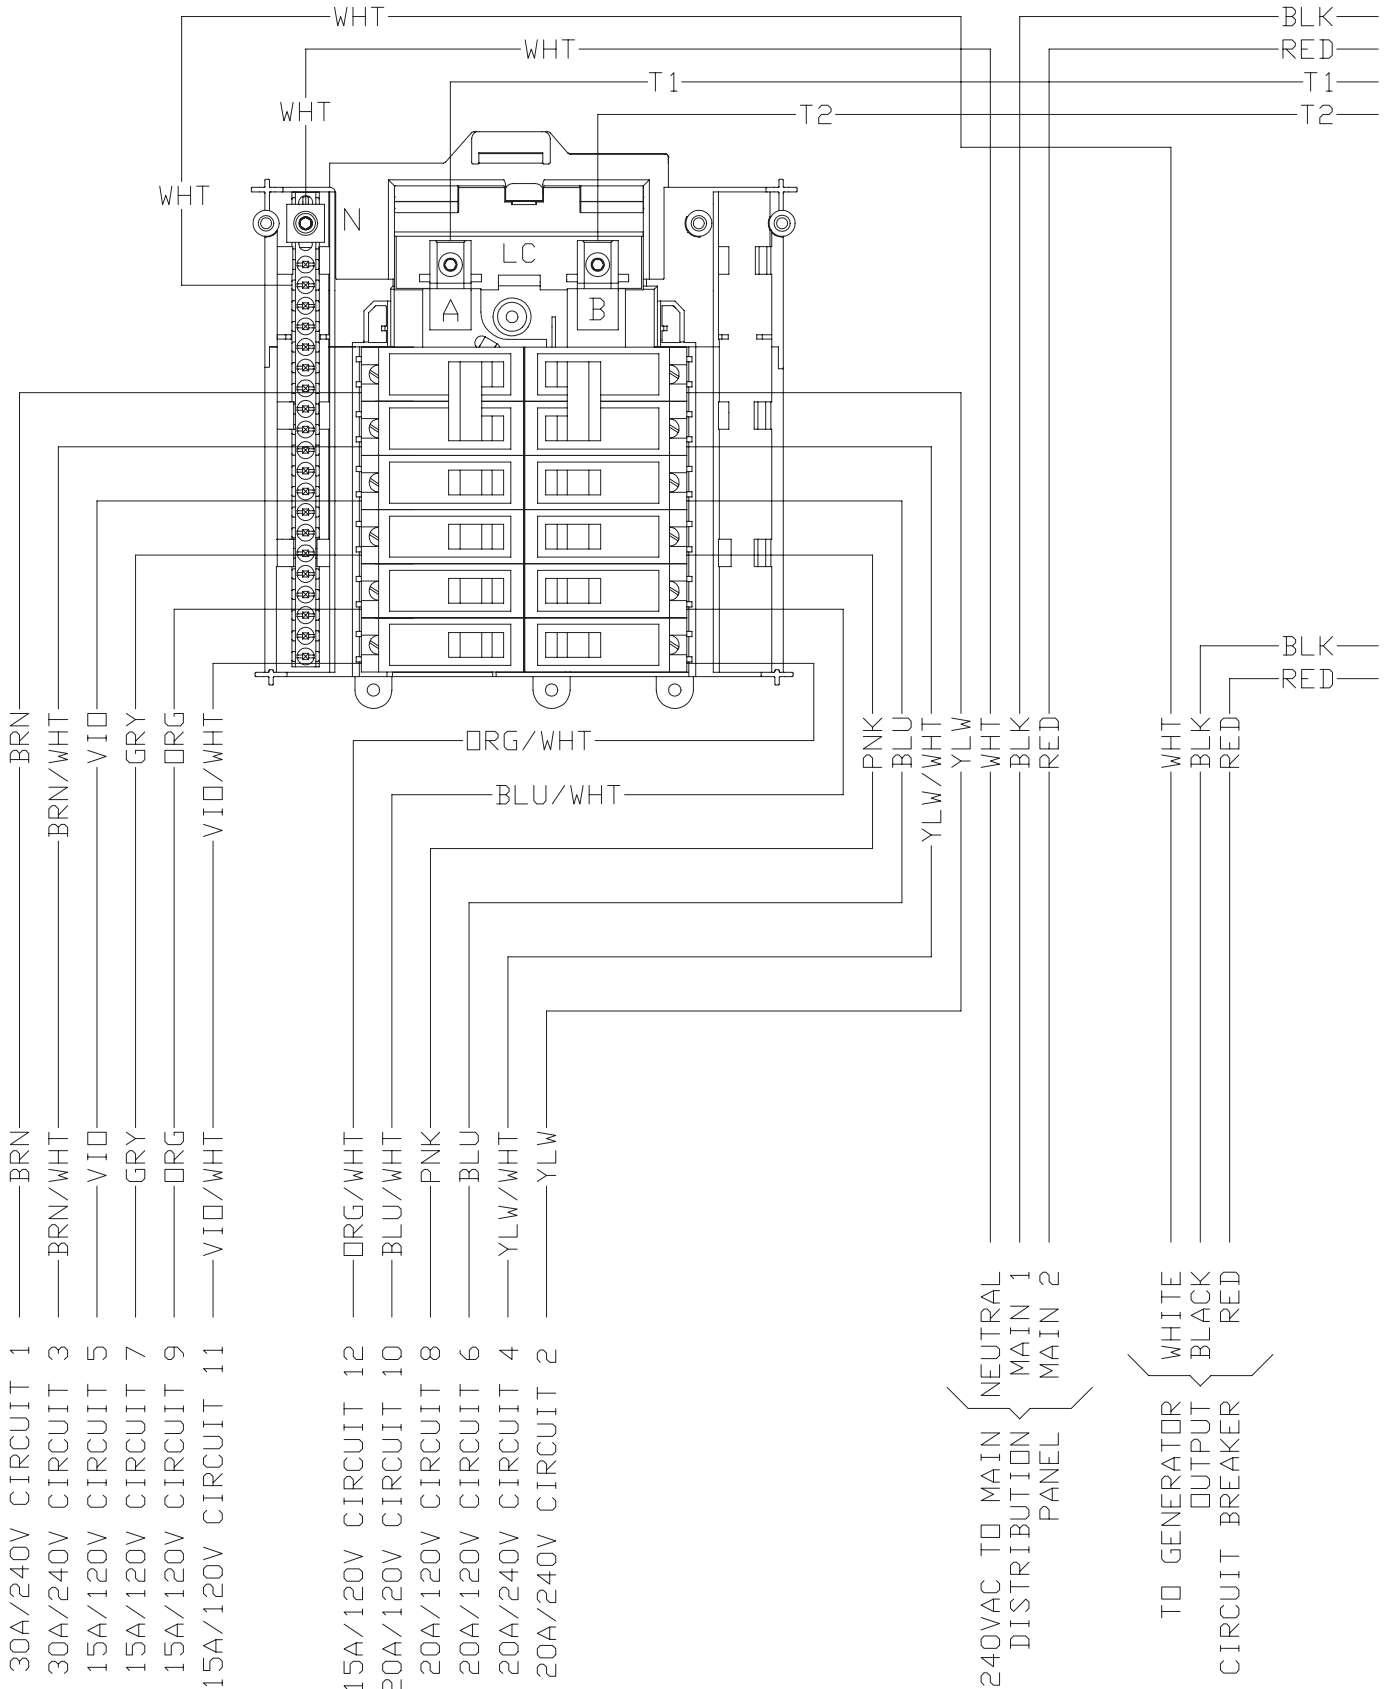 WHT BLK
WHT RED
T1 T1
WHT T2 T2
WHT
N
LC
A B
BLK
RED
BRN
BRN/WHT
VIO
GRY
ORG
VIO/WHT
ORG/WHT
BLU/WHT
PNK
BLU
YLW/WHT
YLW
WHT
BLK
RED
WHT
BLK
RED
BRN
BRN/WHT
VIO
GRY
ORG
VIO/WHT
ORG/WHT
BLU/WHT
PNK
BLU
YLW/WHT
YLW
30A/240V CIRCUIT 1
30A/240V CIRCUIT 3
15A/120V CIRCUIT 5
15A/120V CIRCUIT 7
15A/120V CIRCUIT 9
15A/120V CIRCUIT 11
15A/120V CIRCUIT 12
20A/120V CIRCUIT 10
20A/120V CIRCUIT 8
20A/120V CIRCUIT 6
20A/240V CIRCUIT 4
20A/240V CIRCUIT 2
NEUTRAL
MAIN 1
MAIN 2
240VAC TO MAIN
DISTRIBUTION
PANEL
WHITE
BLACK
RED
TO GENERATOR
OUTPUT
CIRCUIT BREAKER